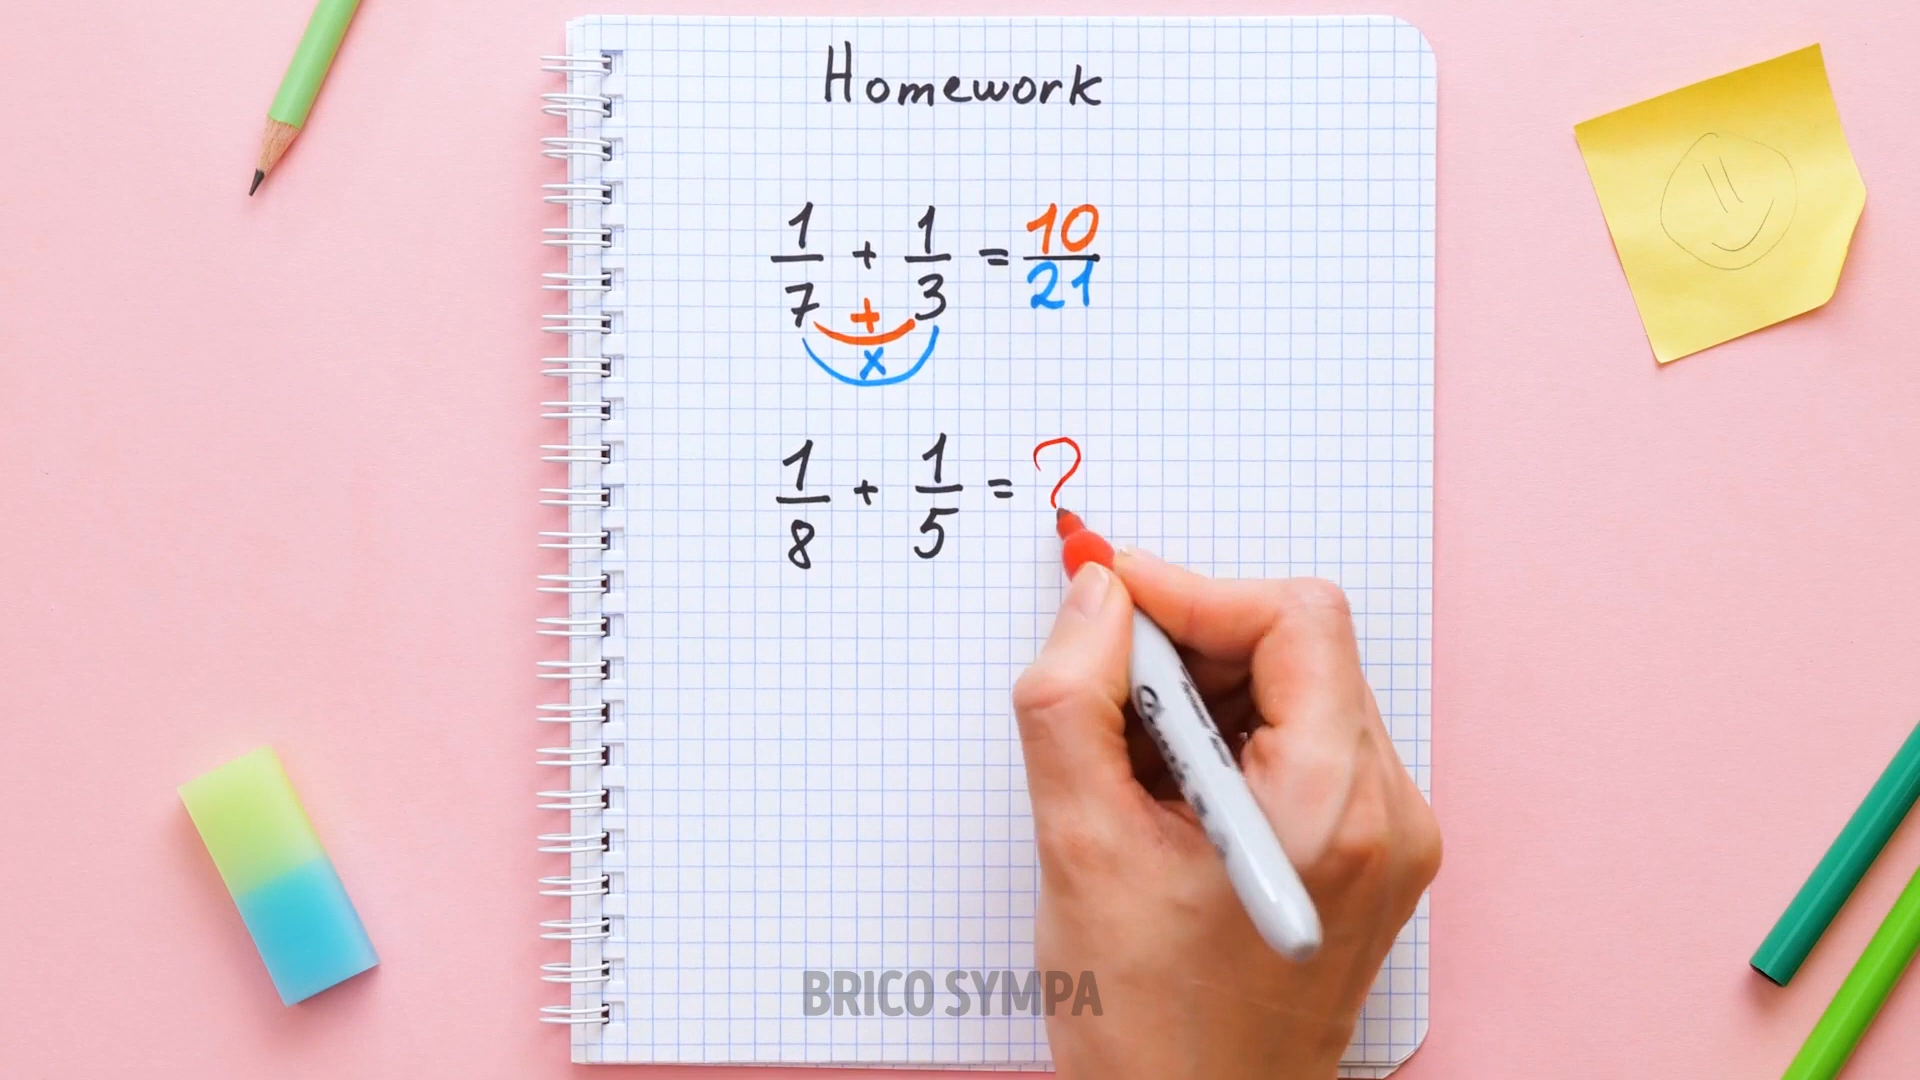 Homework
1/7 + 1/3 = 10/21
+
x
1/8 + 1/5 = ?
BRICO SYMPA